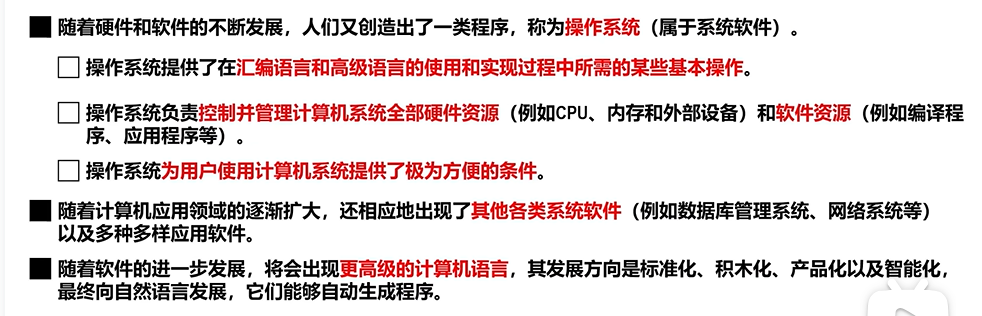 随着硬件和软件的不断发展，人们又创造出了一类程序，称为操作系统（属于系统软件）。
操作系统提供了在汇编语言和高级语言的使用和实现过程中所需的某些基本操作。
操作系统负责控制并管理计算机系统全部硬件资源（例如CPU、内存和外部设备）和软件资源（例如编译程
序、应用程序等）。
操作系统为用户使用计算机系统提供了极为方便的条件。
随着计算机应用领域的逐渐扩大，还相应地出现了其他各类系统软件（例如数据库管理系统、网络系统等）
以及多种多样应用软件。
随着软件的进一步发展，将会出现更高级的计算机语言，其发展方向是标准化、积木化、产品化以及智能化，
最终向自然语言发展，它们能够自动生成程序。